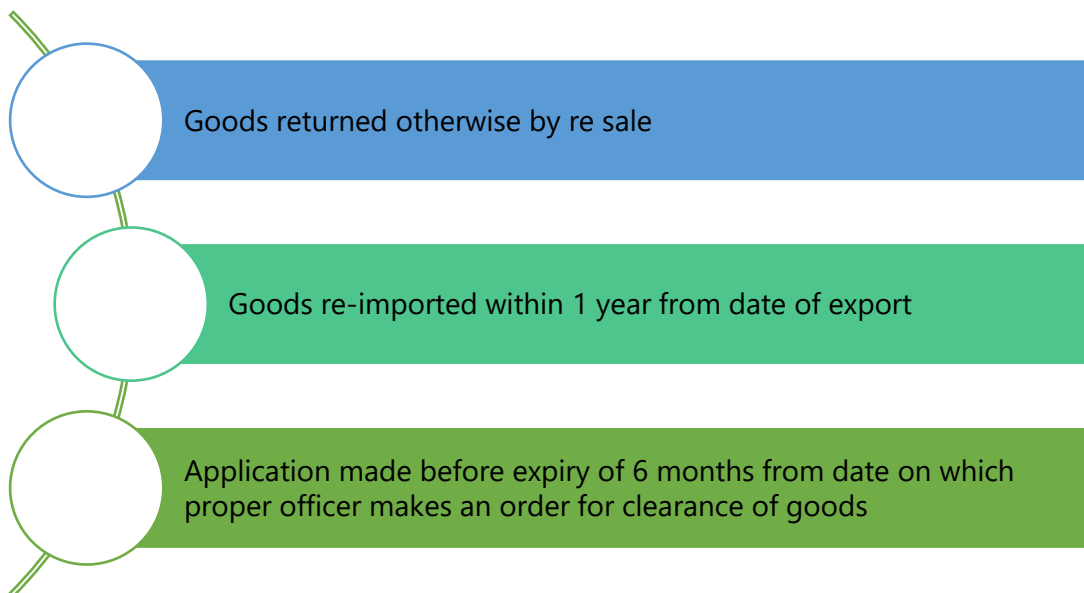 Goods returned otherwise by re sale
Goods re-imported within 1 year from date of export
Application made before expiry of 6 months from date on which
proper officer makes an order for clearance of goods